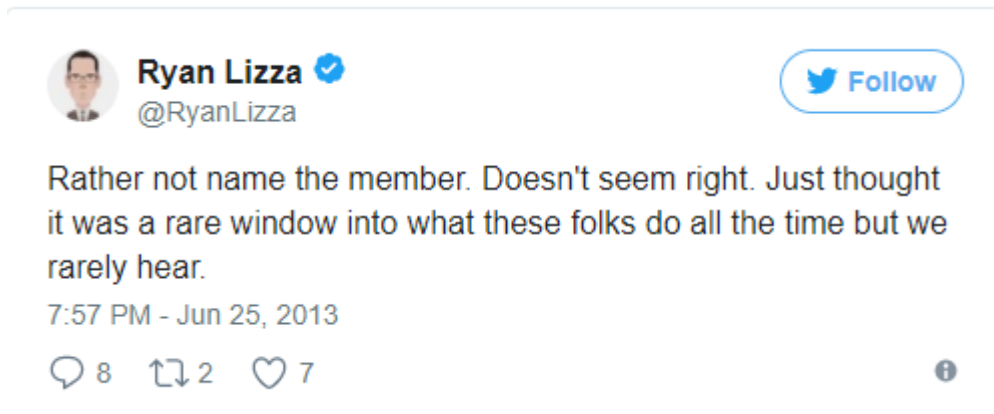 Ryan Lizza
@RyanLizza
Follow
Rather not name the member. Doesn't seem right. Just thought
it was a rare window into what these folks do all the time but we
rarely hear.
7:57 PM - Jun 25, 2013
8 2 7